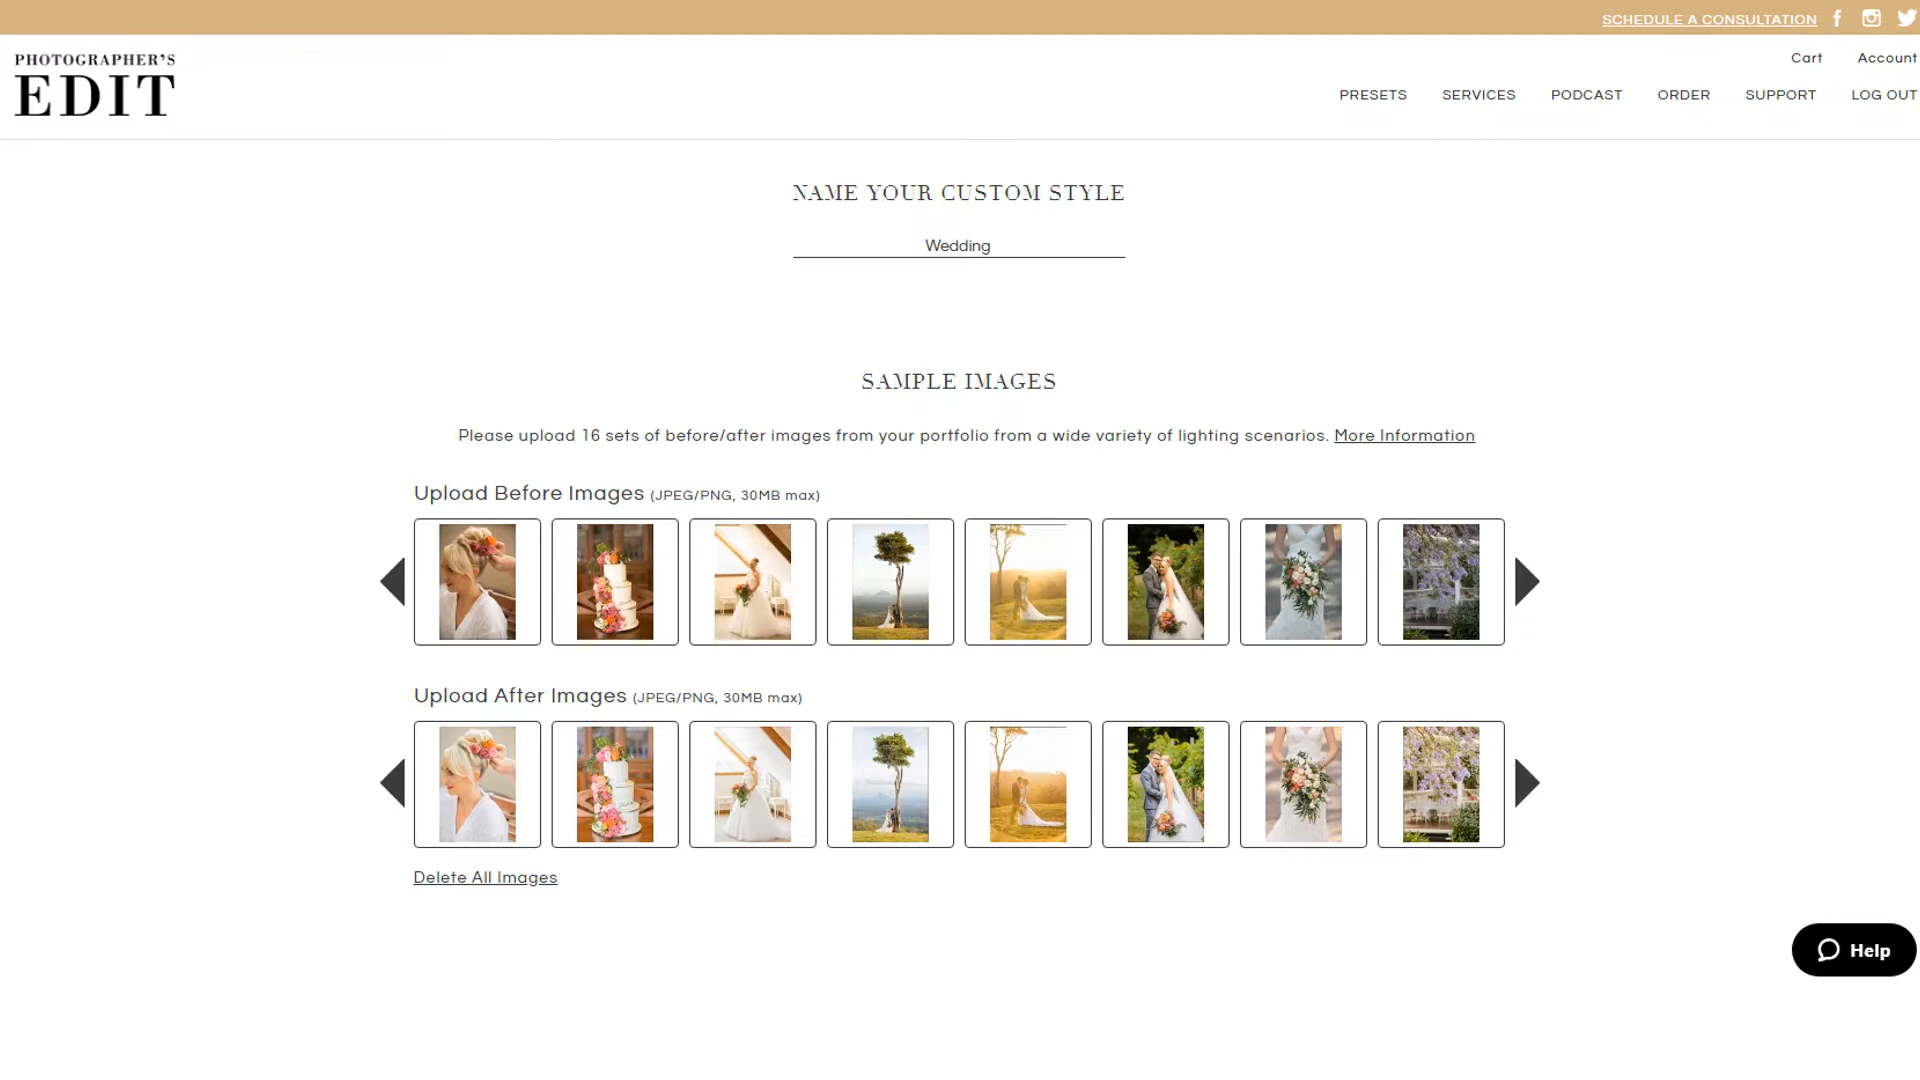 SCHEDULE A CONSULTATION
PHOTOGRAPHER'S
EDIT
Cart Account
PRESETS SERVICES PODCAST ORDER SUPPORT LOG OUT
NAME YOUR CUSTOM STYLE
Wedding
SAMPLE IMAGES
Please upload 16 sets of before/after images from your portfolio from a wide variety of lighting scenarios. More Information
Upload Before Images (JPEG/PNG, 30MB max)
Upload After Images (JPEG/PNG, 30MB max)
Delete All Images
Help